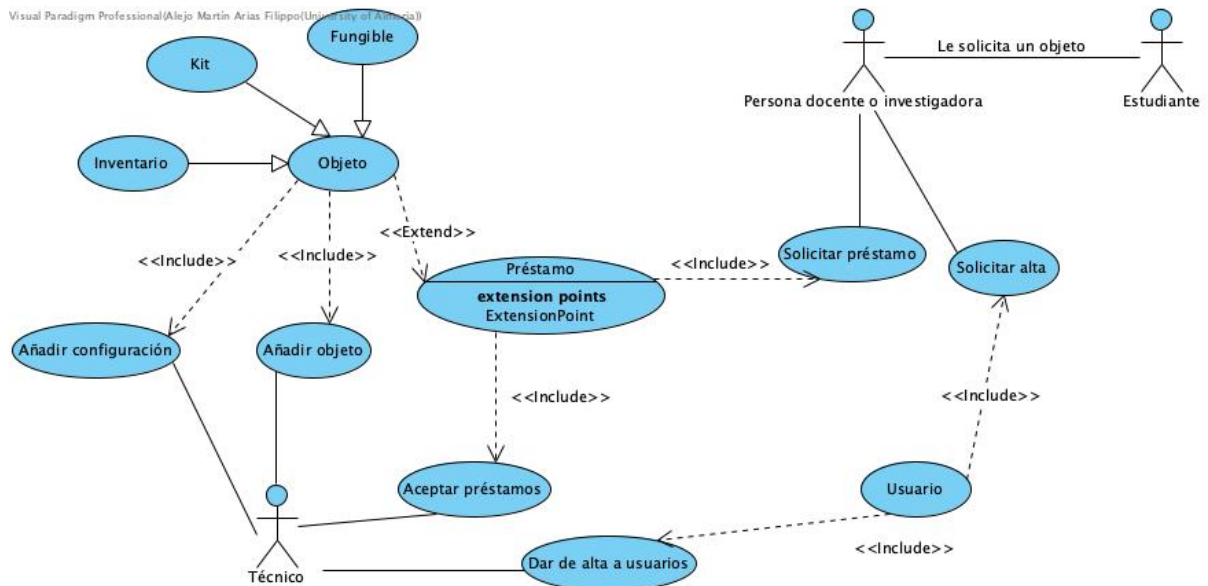 Visual Paradigm Professional(Alejo Martín Arias Filippo(University of Almeria))
Fungible
Kit
Le solicita un objeto
Persona docente o investigadora
Estudiante
Inventario
Objeto
<<Extend>>
<<Include>>
<<Include>>
Préstamo
<<Include>>
Solicitar préstamo
Solicitar alta
extension points
ExtensionPoint
Añadir configuración
Añadir objeto
<<Include>>
<<Include>>
Aceptar préstamos
Usuario
<<Include>>
Dar de alta a usuarios
Técnico